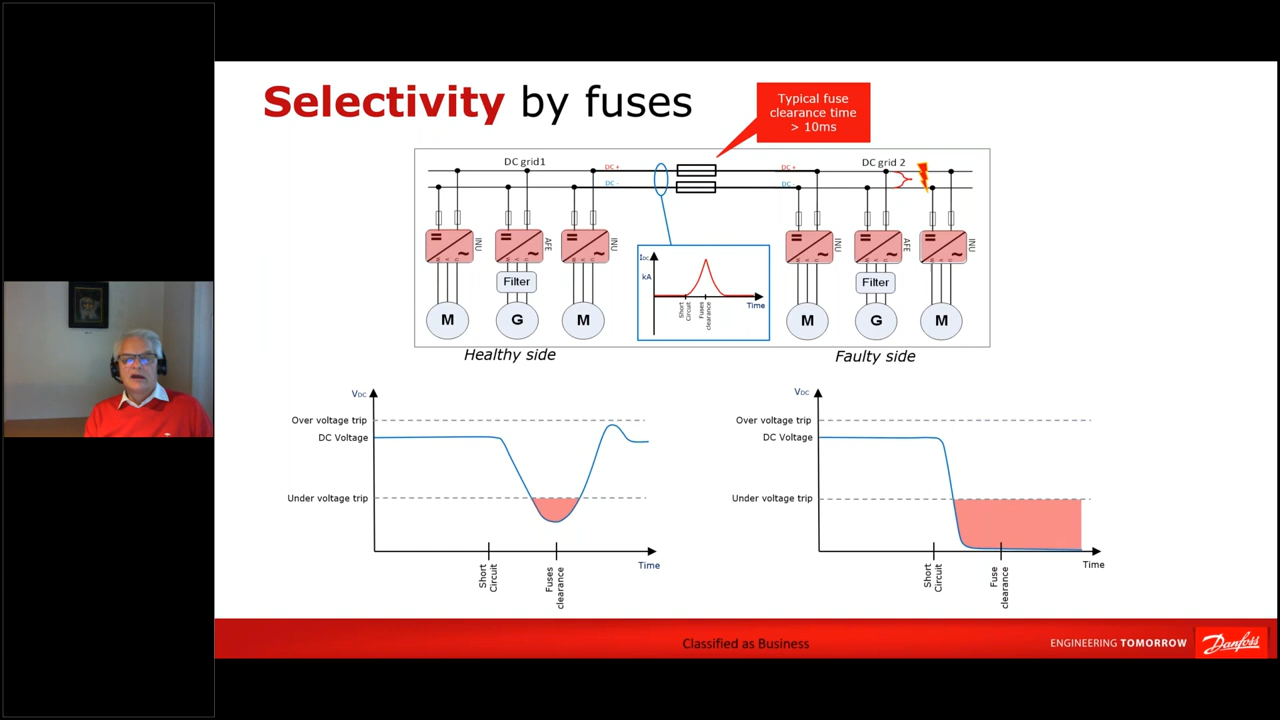 Selectivity by fuses
Typical fuse
clearance time
> 10ms
DC grid1
DC +
DC +
DC grid 2
DC -
DC -
INU
AFE
INU
INU
AFE
INU
W V U
W V U
W V U
W V U
W V U
W V U
Filter
Filter
M
G
M
M
G
M
IDC
kA
Time
Short
Circuit
Fuses
clearance
Healthy side
Faulty side
VDC
Over voltage trip
DC Voltage
Under voltage trip
Short
Circuit
Fuses
clearance
Time
VDC
Over voltage trip
DC Voltage
Under voltage trip
Short
Circuit
Fuse
clearance
Time
Classified as Business
ENGINEERING TOMORROW
Danfoss